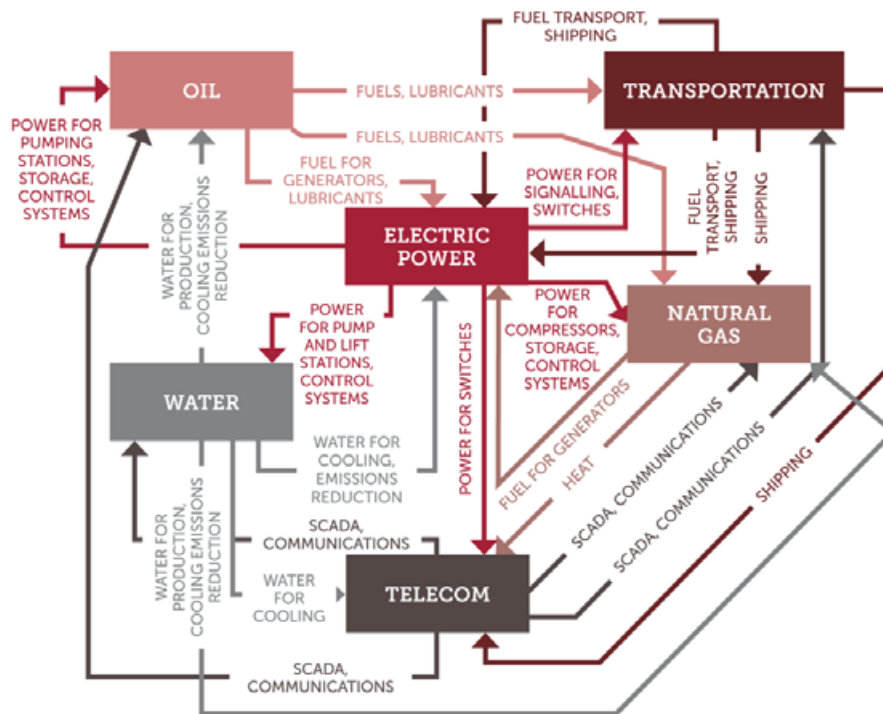 FUEL TRANSPORT,
SHIPPING
OIL
FUELS, LUBRICANTS
TRANSPORTATION
POWER FOR
PUMPING
STATIONS,
STORAGE,
CONTROL
SYSTEMS
FUELS, LUBRICANTS
FUEL FOR
GENERATORS,
LUBRICANTS
POWER FOR
SIGNALLING,
SWITCHES
FUEL
TRANSPORT,
SHIPPING
SHIPPING
ELECTRIC
POWER
WATER FOR
PRODUCTION,
COOLING EMISSIONS
REDUCTION
POWER
FOR PUMP
AND LIFT
STATIONS,
CONTROL
SYSTEMS
POWER
FOR
COMPRESSORS,
STORAGE,
CONTROL
SYSTEMS
NATURAL
GAS
WATER
POWER FOR SWITCHES
WATER FOR
COOLING,
EMISSIONS
REDUCTION
FUEL FOR GENERATORS
HEAT
SCADA, COMMUNICATIONS
SCADA, COMMUNICATIONS
SHIPPING
WATER FOR
PRODUCTION,
COOLING EMISSIONS
REDUCTION
SCADA,
COMMUNICATIONS
WATER
FOR
COOLING
TELECOM
SCADA,
COMMUNICATIONS